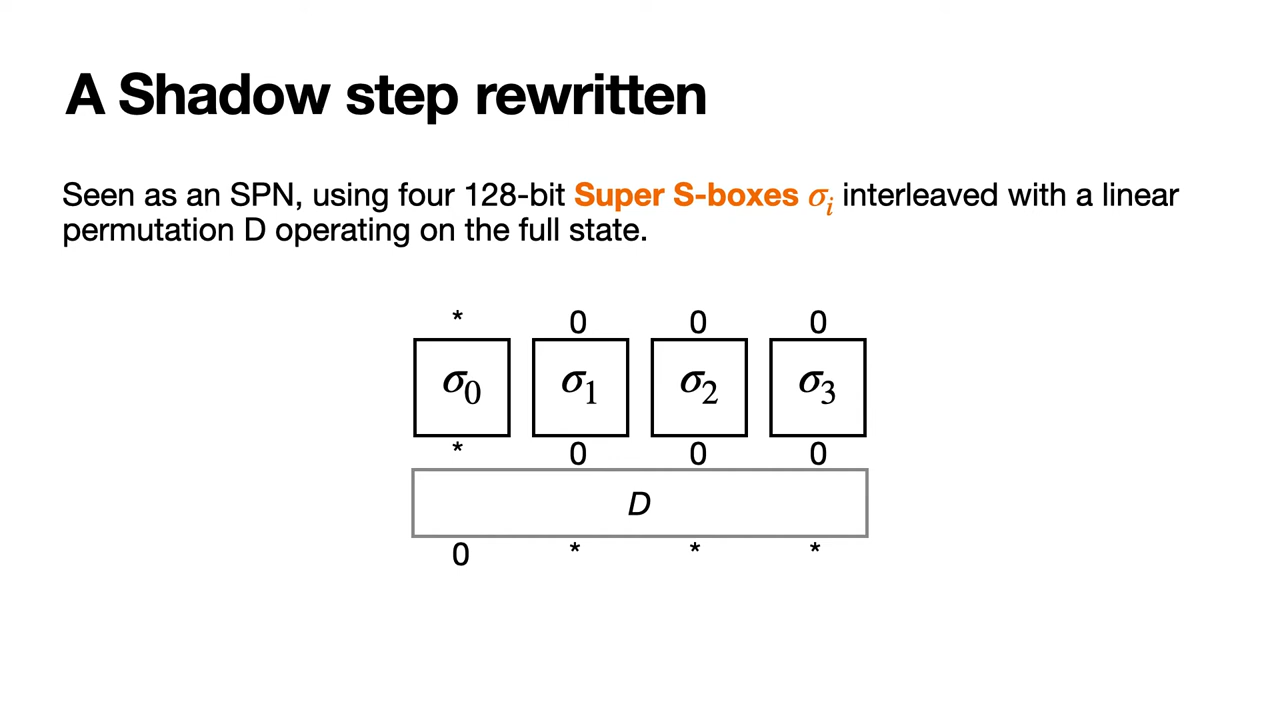 A Shadow step rewritten
Seen as an SPN, using four 128-bit Super S-boxes σᵢ interleaved with a linear
permutation D operating on the full state.
* 0 0 0
σ₀ σ₁ σ₂ σ₃
* 0 0 0
D
0 * * *